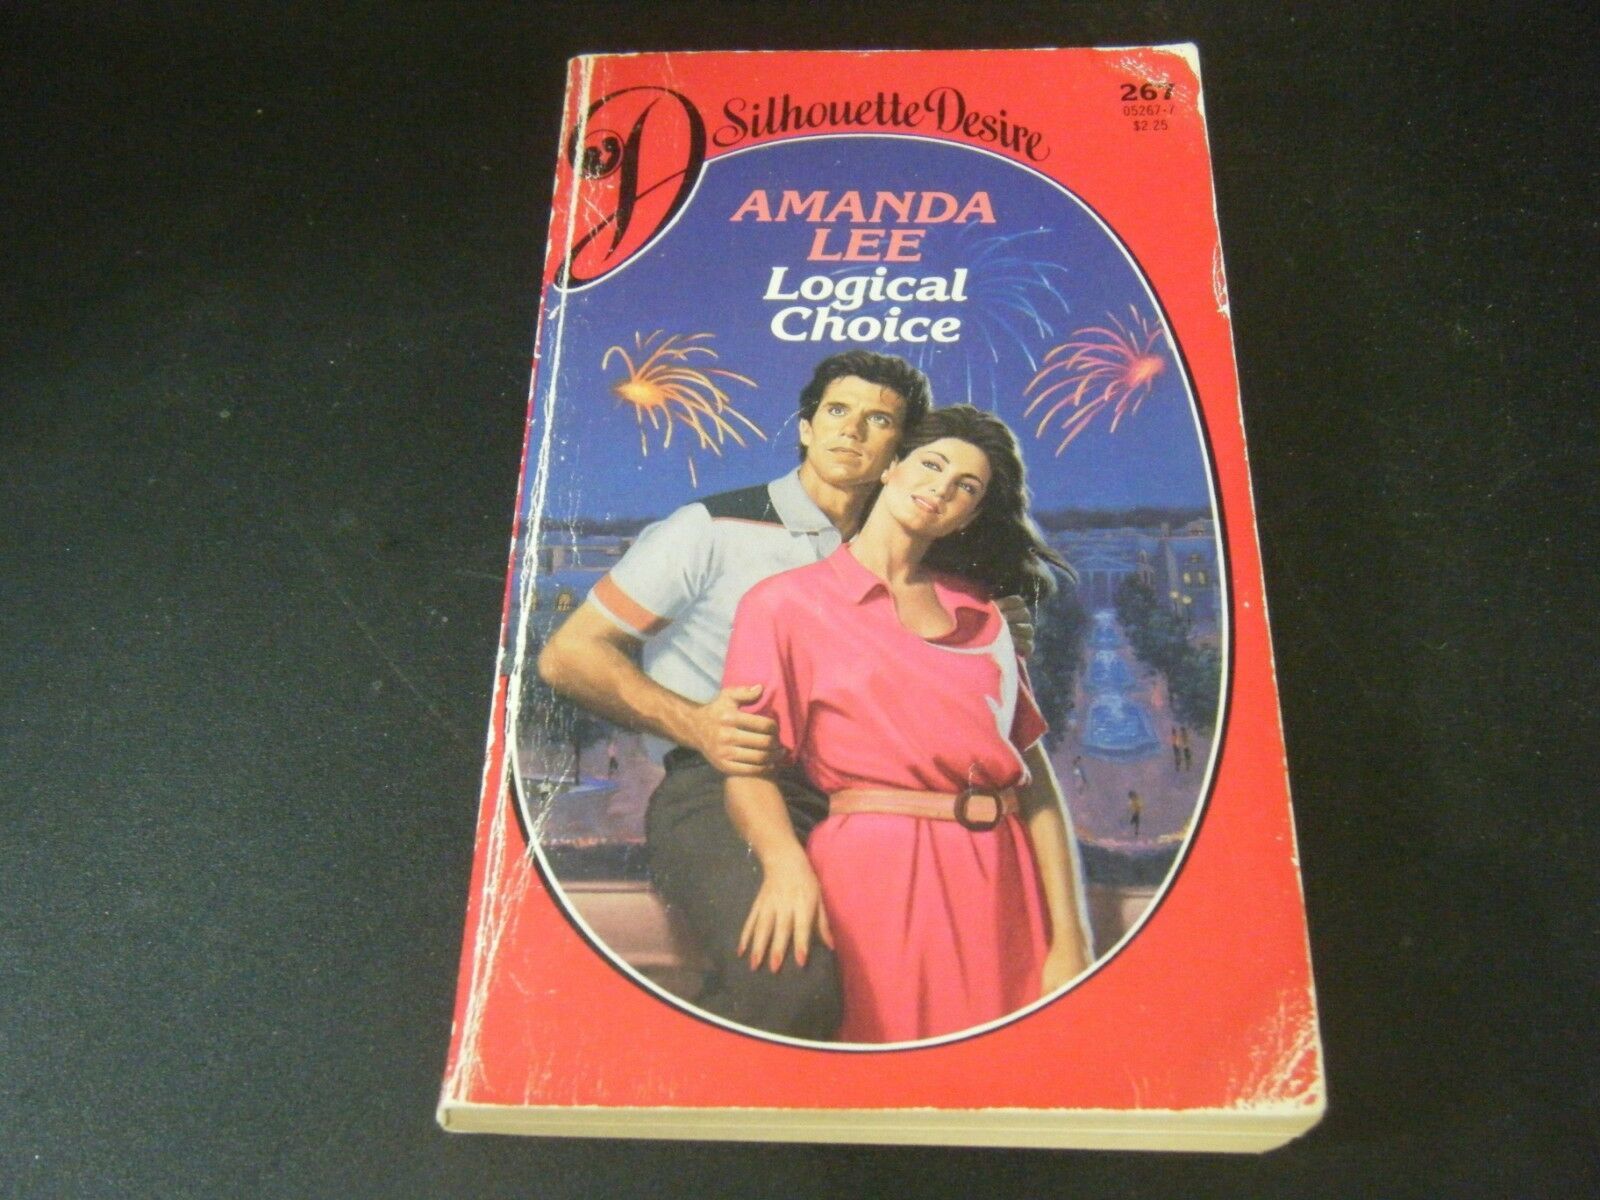 D
Silhouette Desire
267
05267-7
$2.25
AMANDA
LEE
Logical
Choice